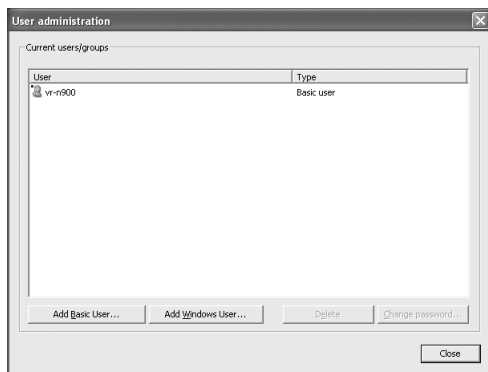 User administration
Current users/groups
User Type
vr-n900 Basic user
Add Basic User... Add Windows User... Delete Change password...
Close